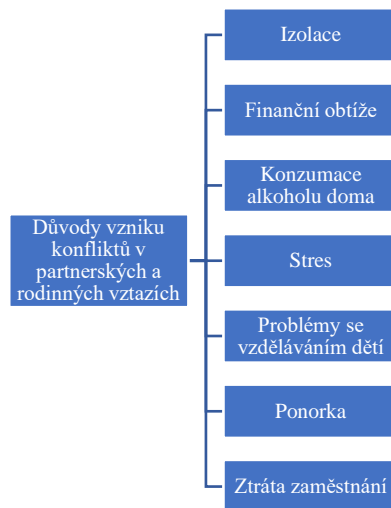 Izolace
Finanční obtíže
Konzumace
alkoholu doma
Důvody vzniku
konfliktů v
partnerských a
rodinných vztazích
Stres
Problémy se
vzděláváním dětí
Ponorka
Ztráta zaměstnání